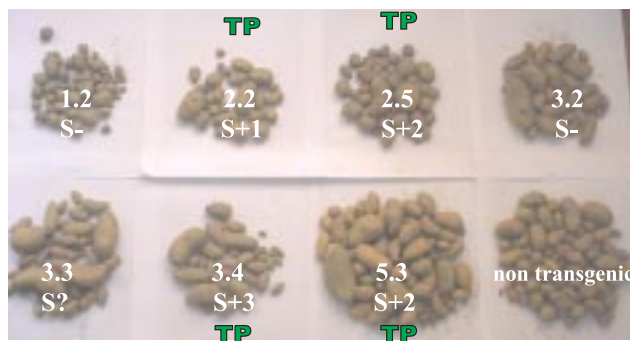 TP TP
1.2 2.2 2.5 3.2
S- S+1 S+2 S-
3.3 3.4 5.3 non transgenic
S? S+3 S+2
TP TP